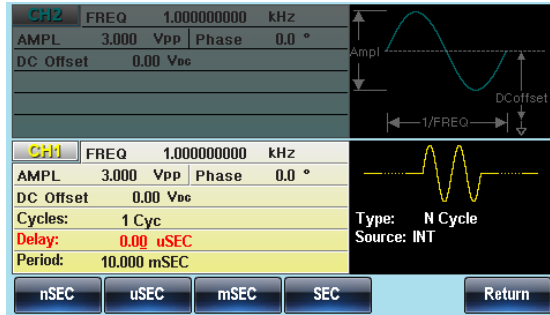 CH2 FREQ 1.000000000 kHz
AMPL 3.000 VPP Phase 0.0 °
DC Offset 0.00 VDC
Ampl
DCoffset
1/FREQ
CH1 FREQ 1.000000000 kHz
AMPL 3.000 VPP Phase 0.0 °
DC Offset 0.00 VDC
Cycles: 1 Cyc
Delay: 0.00 uSEC
Period: 10.000 mSEC
Type: N Cycle
Source: INT
nSEC uSEC mSEC SEC Return